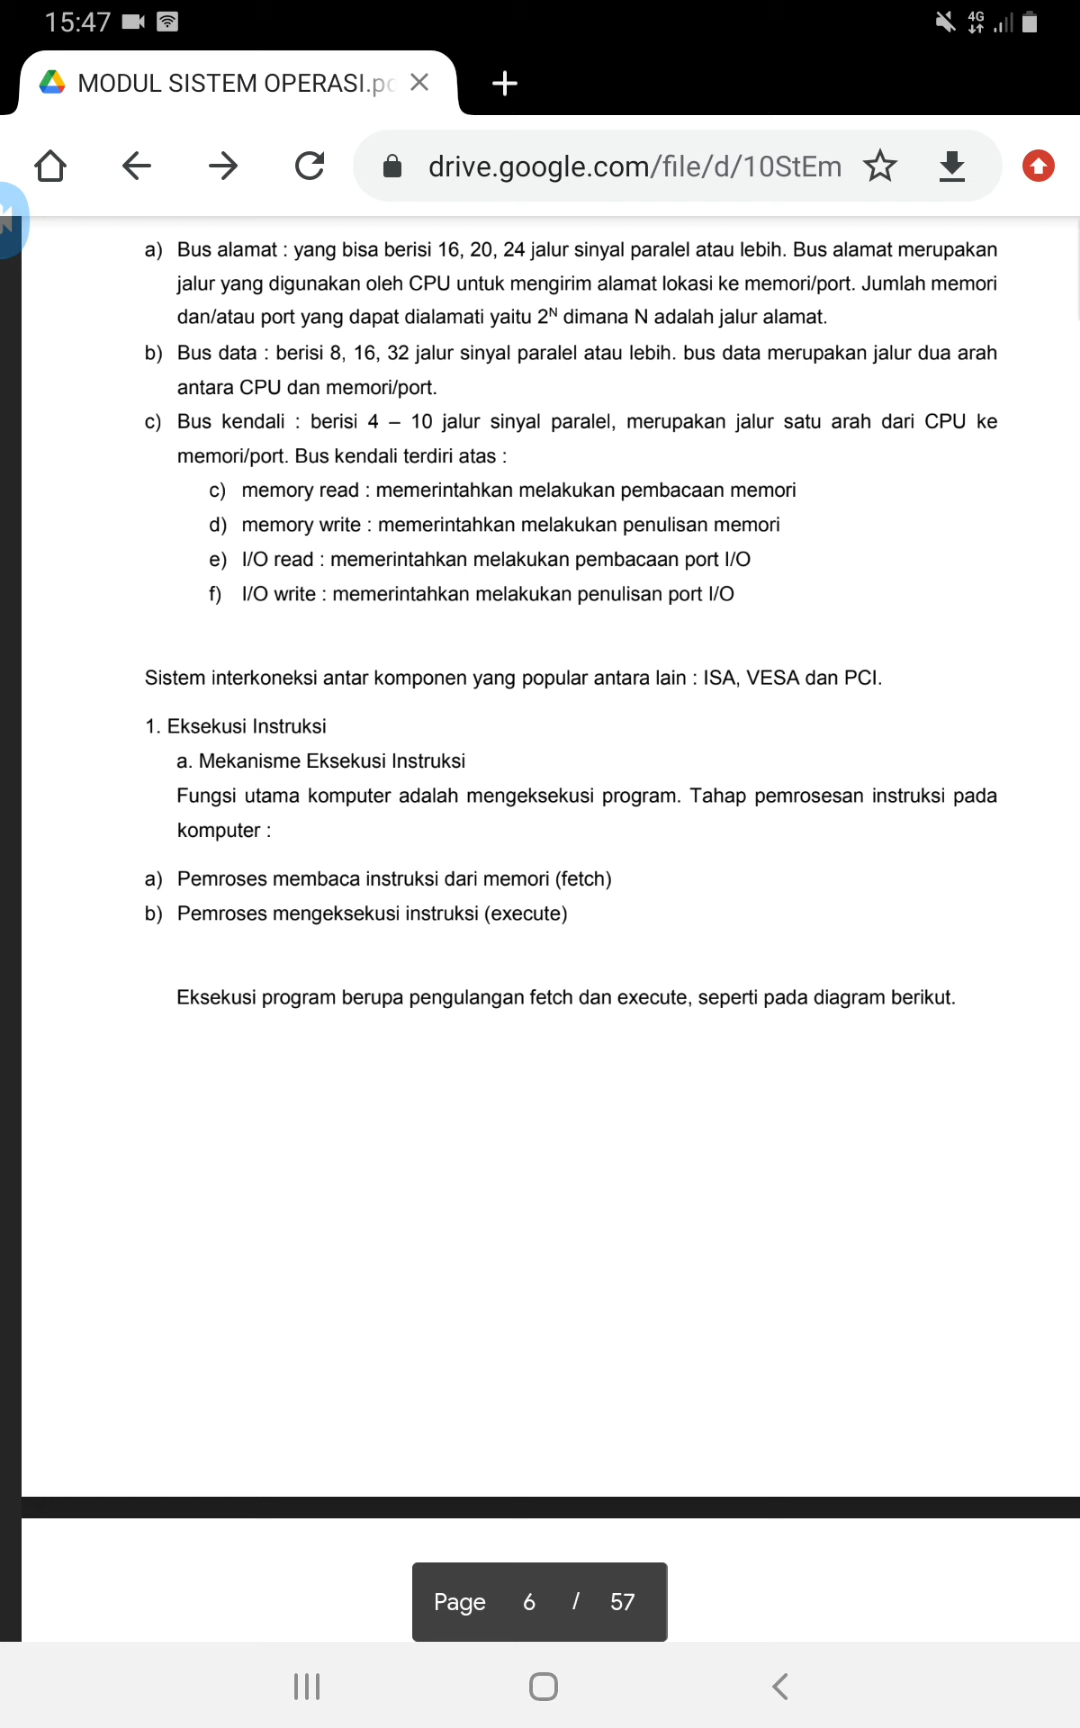 15:47
4G
MODUL SISTEM OPERASI.pd
drive.google.com/file/d/10StEm
a) Bus alamat : yang bisa berisi 16, 20, 24 jalur sinyal paralel atau lebih. Bus alamat merupakan
jalur yang digunakan oleh CPU untuk mengirim alamat lokasi ke memori/port. Jumlah memori
dan/atau port yang dapat dialamati yaitu 2ᴺ dimana N adalah jalur alamat.
b) Bus data : berisi 8, 16, 32 jalur sinyal paralel atau lebih. bus data merupakan jalur dua arah
antara CPU dan memori/port.
c) Bus kendali : berisi 4 – 10 jalur sinyal paralel, merupakan jalur satu arah dari CPU ke
memori/port. Bus kendali terdiri atas :
c) memory read : memerintahkan melakukan pembacaan memori
d) memory write : memerintahkan melakukan penulisan memori
e) I/O read : memerintahkan melakukan pembacaan port I/O
f) I/O write : memerintahkan melakukan penulisan port I/O
Sistem interkoneksi antar komponen yang popular antara lain : ISA, VESA dan PCI.
1. Eksekusi Instruksi
a. Mekanisme Eksekusi Instruksi
Fungsi utama komputer adalah mengeksekusi program. Tahap pemrosesan instruksi pada
komputer :
a) Pemroses membaca instruksi dari memori (fetch)
b) Pemroses mengeksekusi instruksi (execute)
Eksekusi program berupa pengulangan fetch dan execute, seperti pada diagram berikut.
Page 6 / 57